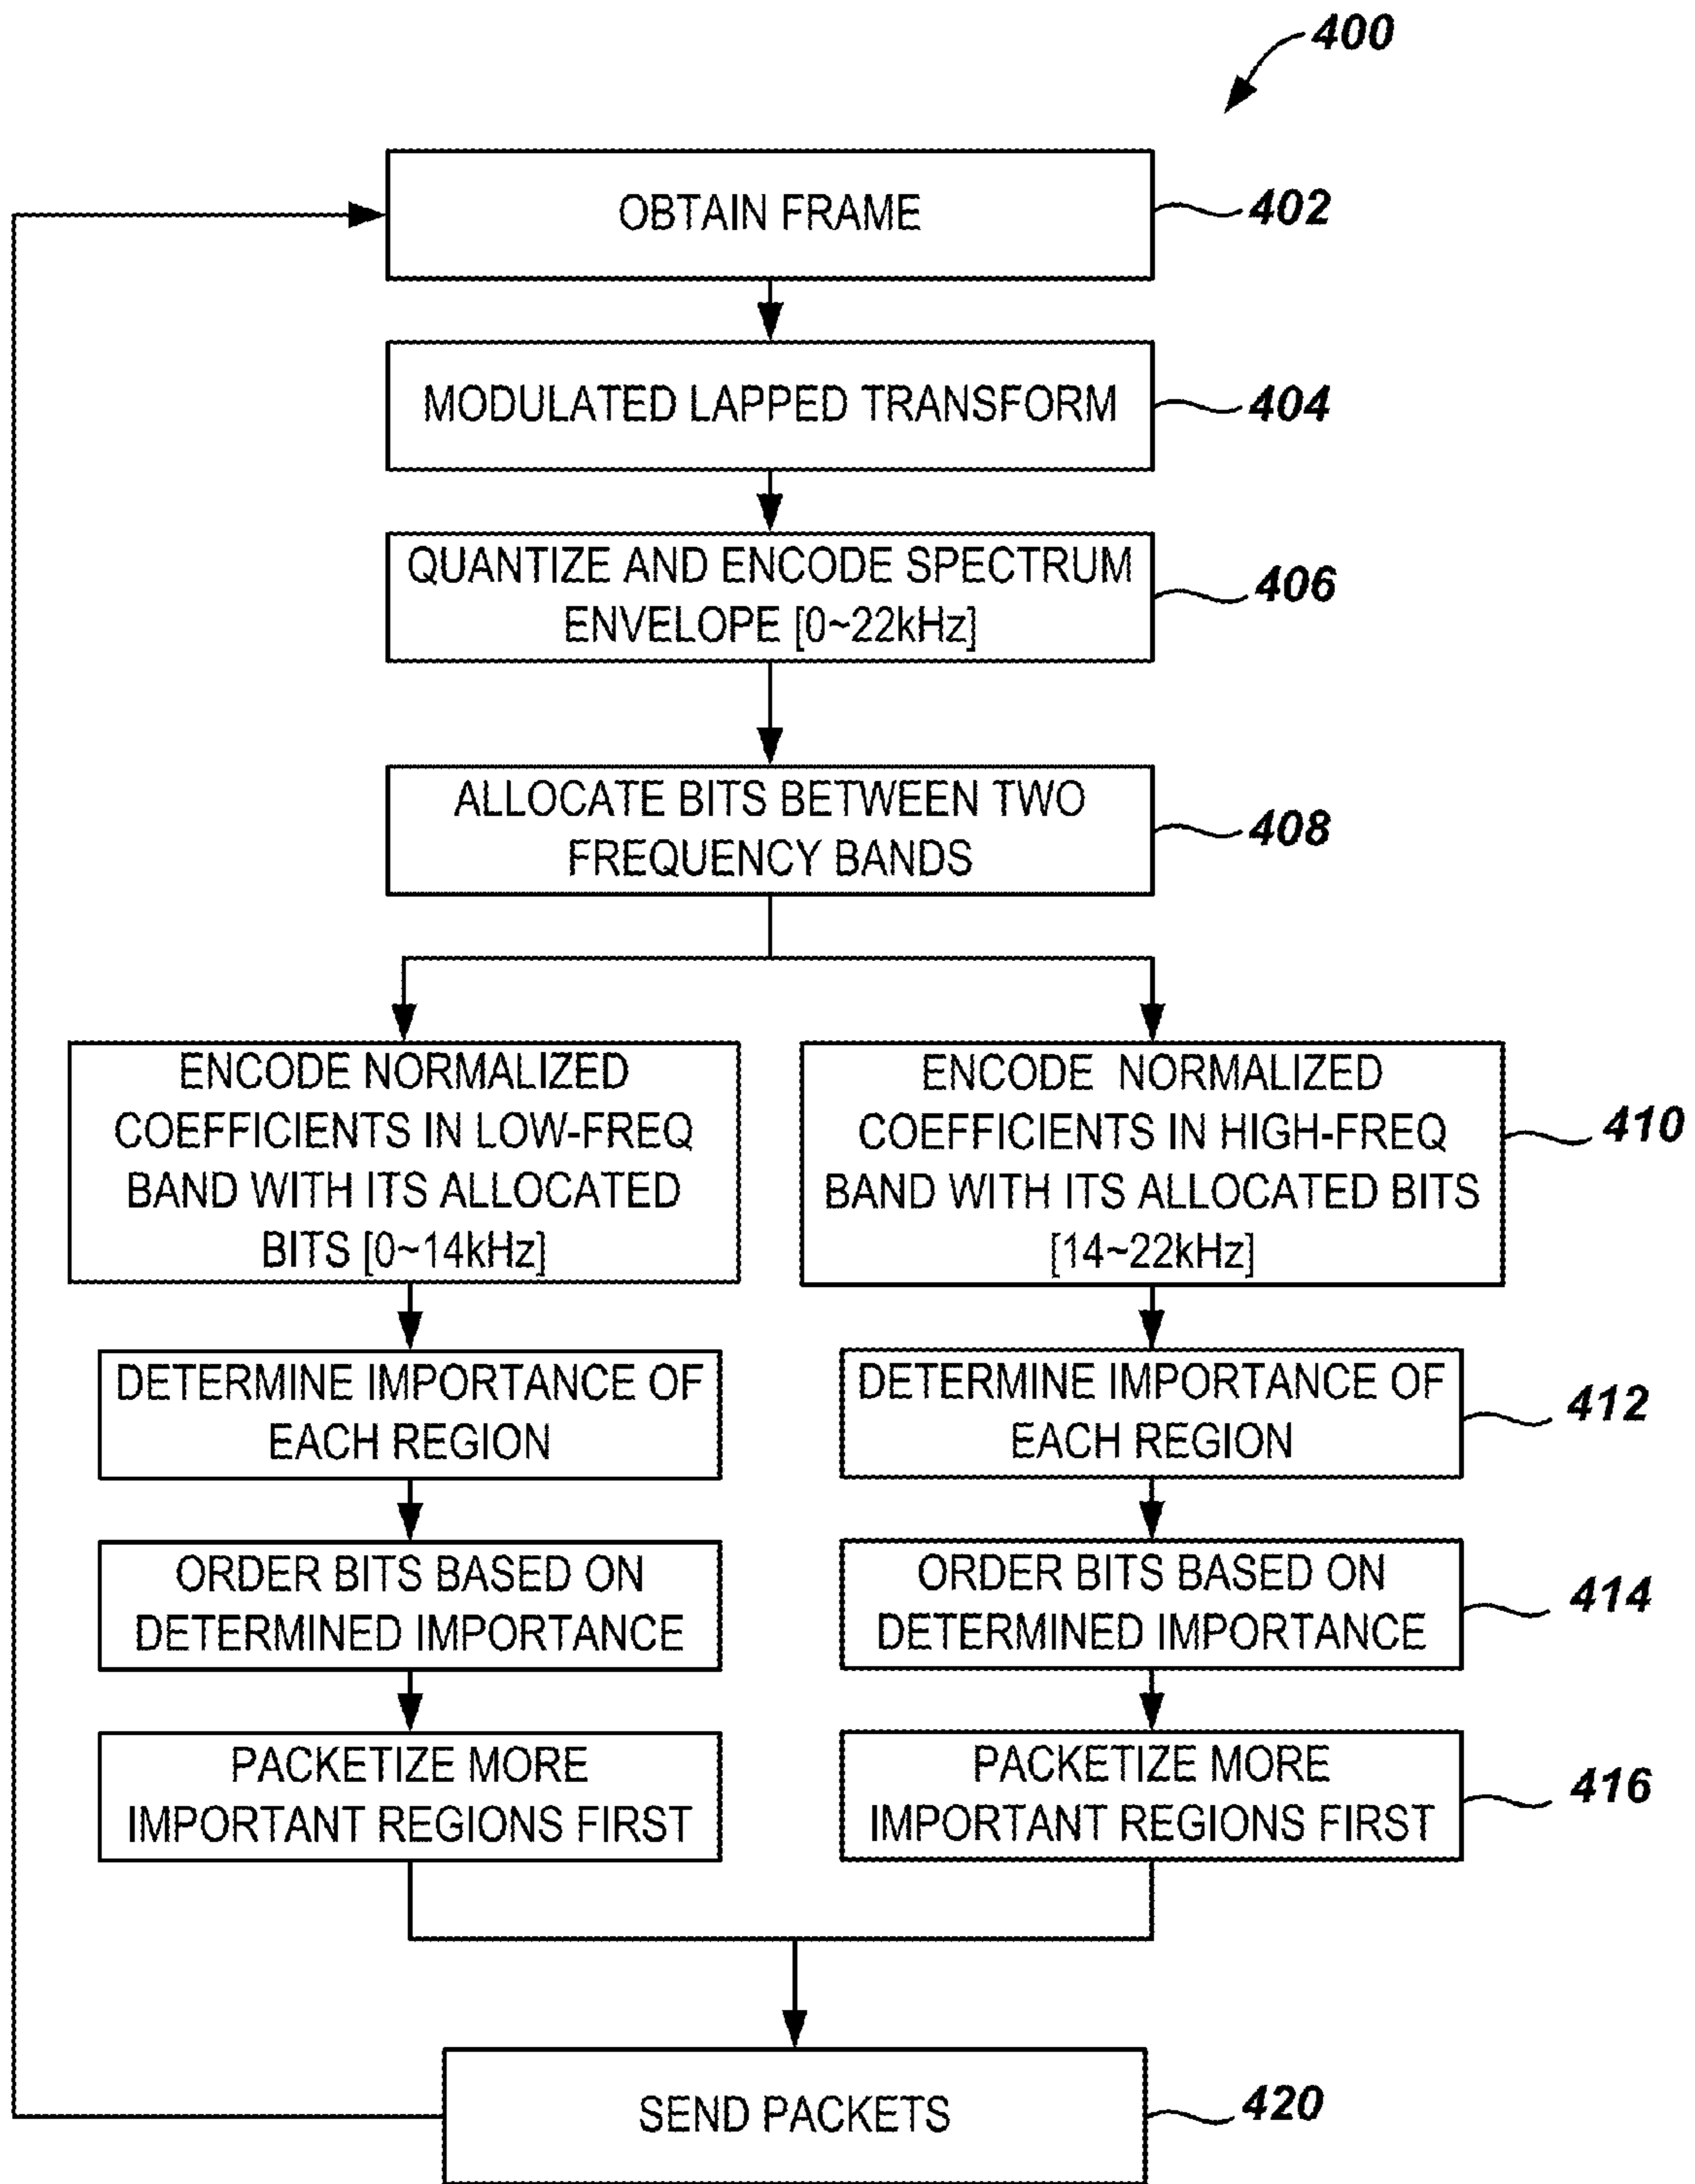 400
OBTAIN FRAME
402
MODULATED LAPPED TRANSFORM
404
QUANTIZE AND ENCODE SPECTRUM
ENVELOPE [0~22kHz]
406
ALLOCATE BITS BETWEEN TWO
FREQUENCY BANDS
408
ENCODE NORMALIZED
COEFFICIENTS IN LOW-FREQ
BAND WITH ITS ALLOCATED
BITS [0~14kHz]
ENCODE NORMALIZED
COEFFICIENTS IN HIGH-FREQ
BAND WITH ITS ALLOCATED BITS
[14~22kHz]
410
DETERMINE IMPORTANCE OF
EACH REGION
DETERMINE IMPORTANCE OF
EACH REGION
412
ORDER BITS BASED ON
DETERMINED IMPORTANCE
ORDER BITS BASED ON
DETERMINED IMPORTANCE
414
PACKETIZE MORE
IMPORTANT REGIONS FIRST
PACKETIZE MORE
IMPORTANT REGIONS FIRST
416
SEND PACKETS
420